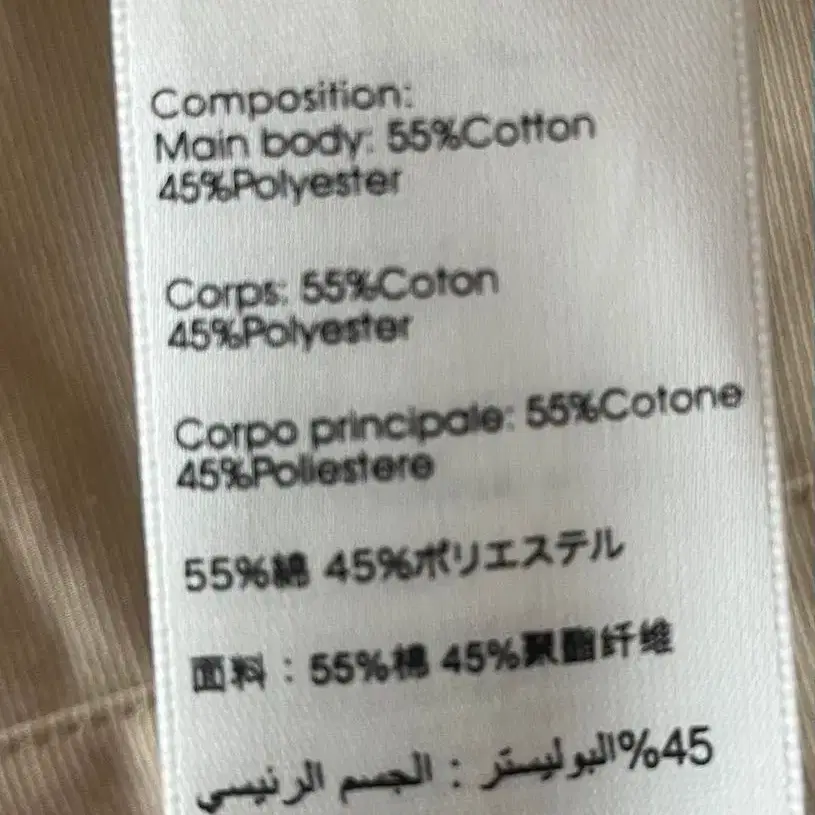 Composition:
Main body: 55%Cotton
45%Polyester
Corps: 55%Coton
45%Polyester
Corpo principale: 55%Cotone
45%Poliestere
55%綿 45%ポリエステル
面料：55%棉 45%聚酯纤维
الجسم الرئيسي : البوليستر%45